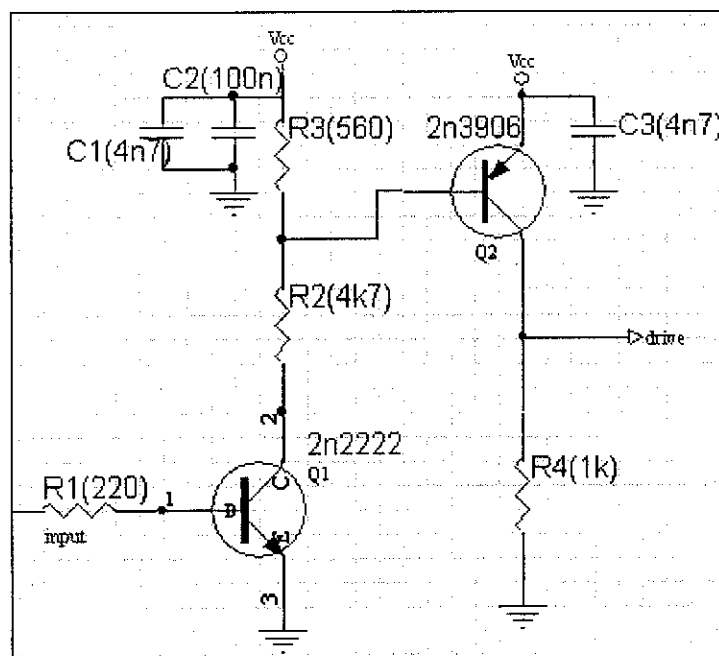 Vcc
Vcc
C2(100n)
R3(560)
2n3906
C3(4n7)
C1(4n7)
Q2
R2(4k7)
drive
2
2n2222
Q1
R1(220)
1
C
B
E
R4(1k)
input
3